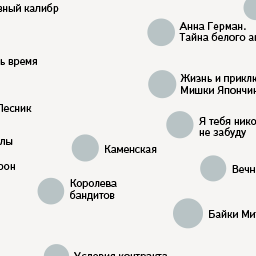 вный калибр
Анна Герман.
Тайна белого а
ь время
Жизнь и приклю
Мишки Япончи
Лесник
Я тебя нико
не забуду
лы
Каменская
рон
Вечн
Королева
бандитов
Байки Ми
Условия контракта